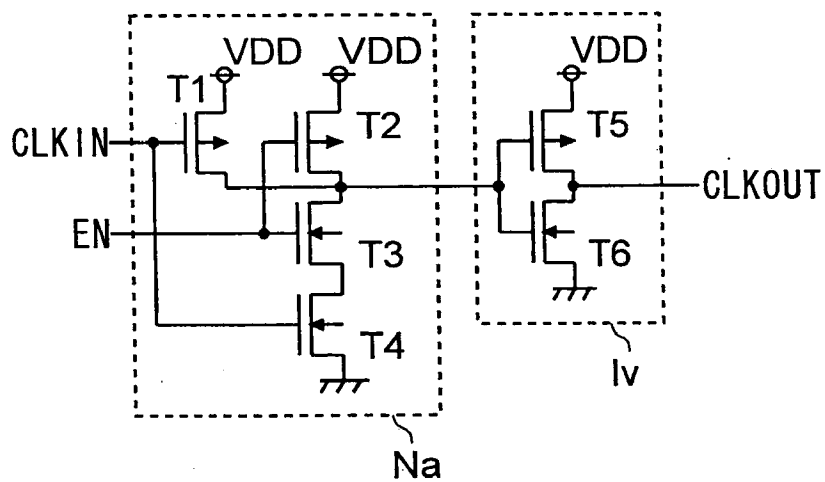 VDD
VDD
VDD
T1
T2
T5
CLKIN
CLKOUT
EN
T3
T6
T4
Iv
Na